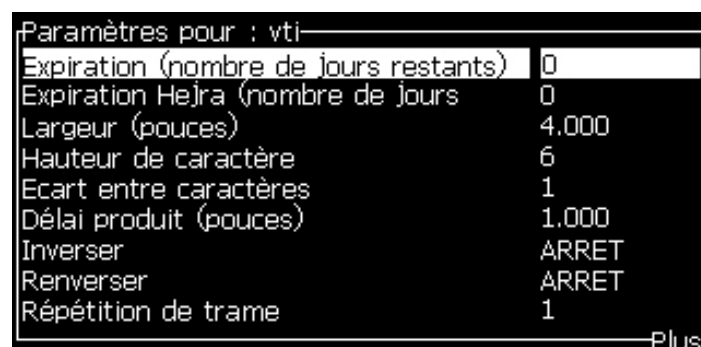 Paramètres pour : vti
Expiration (nombre de jours restants) 0
Expiration Hejra (nombre de jours 0
Largeur (pouces) 4.000
Hauteur de caractère 6
Ecart entre caractères 1
Délai produit (pouces) 1.000
Inverser ARRET
Renverser ARRET
Répétition de trame 1
Plus